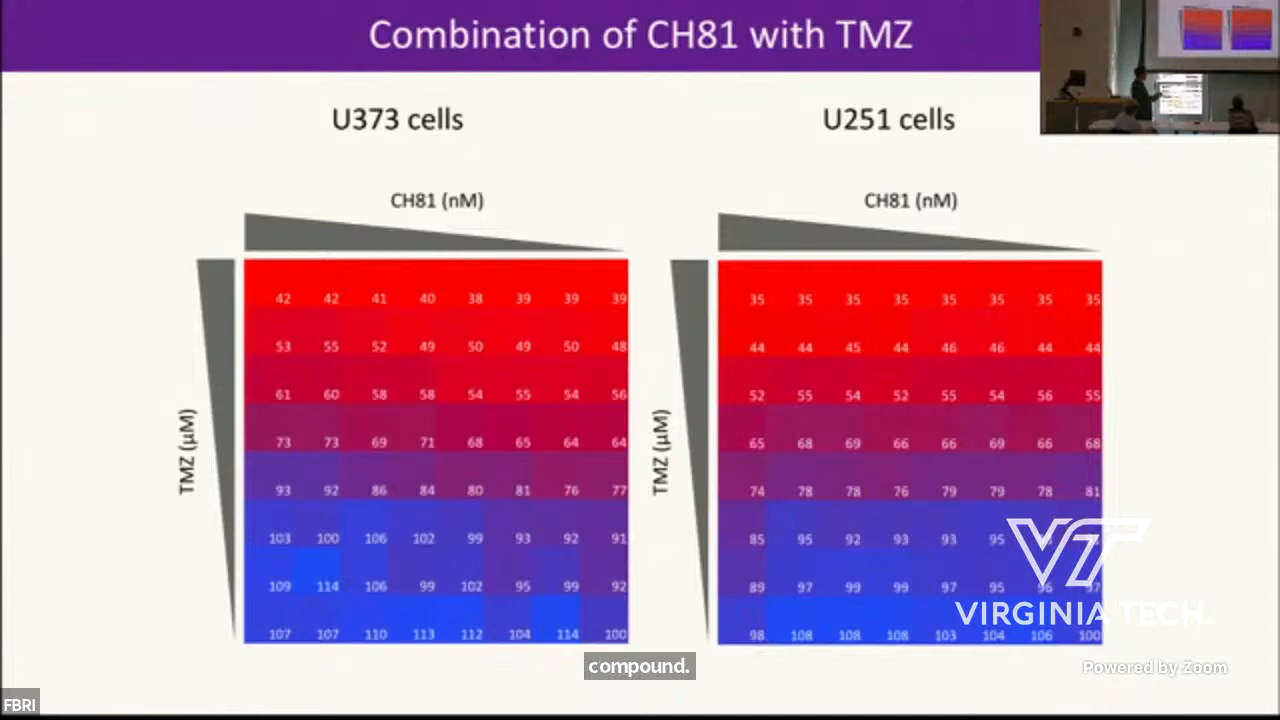 Combination of CH81 with TMZ
U373 cells
U251 cells
CH81 (nM)
CH81 (nM)
TMZ (µM)
42 42 41 40 38 39 39 39
53 55 52 49 50 49 50 48
61 60 58 58 54 55 54 56
73 73 69 71 68 65 64 64
93 92 86 84 80 81 76 77
103 100 106 102 99 93 92 91
109 114 106 99 102 95 99 92
107 107 110 113 112 104 114 100
TMZ (µM)
35 35 35 35 35 35 35 35
44 44 45 44 46 46 44 44
52 55 54 52 55 54 56 55
65 68 69 66 66 69 66 68
74 78 78 76 79 79 78 81
85 95 92 93 93 95
89 97 99 99 97 95 96 97
98 108 108 108 103 104 106 100
VT
VIRGINIA TECH
compound.
Powered by Zoom
FBRI